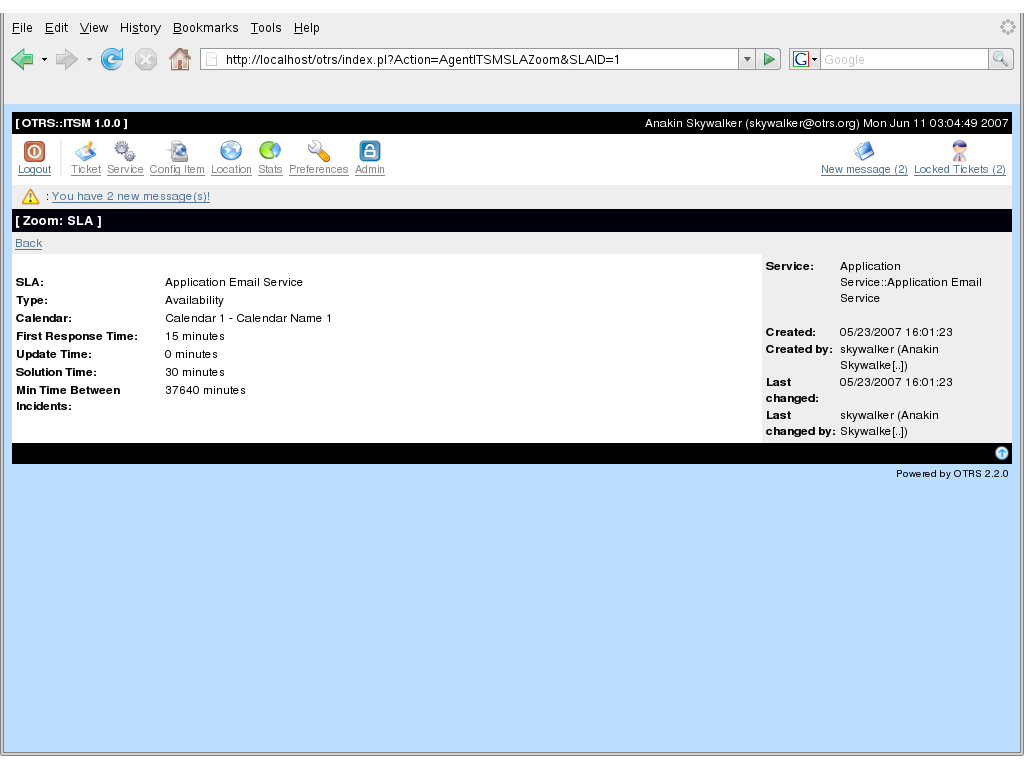 File Edit View History Bookmarks Tools Help
http://localhost/otrs/index.pl?Action=AgentITSMSLAZoom&SLAID=1
G Google
[ OTRS::ITSM 1.0.0 ] Anakin Skywalker (skywalker@otrs.org) Mon Jun 11 03:04:49 2007
Logout Ticket Service Config Item Location Stats Preferences Admin New message (2) Locked Tickets (2)
: You have 2 new message(s)!
[ Zoom: SLA ]
Back
SLA: Application Email Service
Type: Availability
Calendar: Calendar 1 - Calendar Name 1
First Response Time: 15 minutes
Update Time: 0 minutes
Solution Time: 30 minutes
Min Time Between 37640 minutes
Incidents:
Service: Application
Service::Application Email
Service
Created: 05/23/2007 16:01:23
Created by: skywalker (Anakin
Skywalke[..])
Last 05/23/2007 16:01:23
changed:
Last skywalker (Anakin
changed by: Skywalke[..])
Powered by OTRS 2.2.0